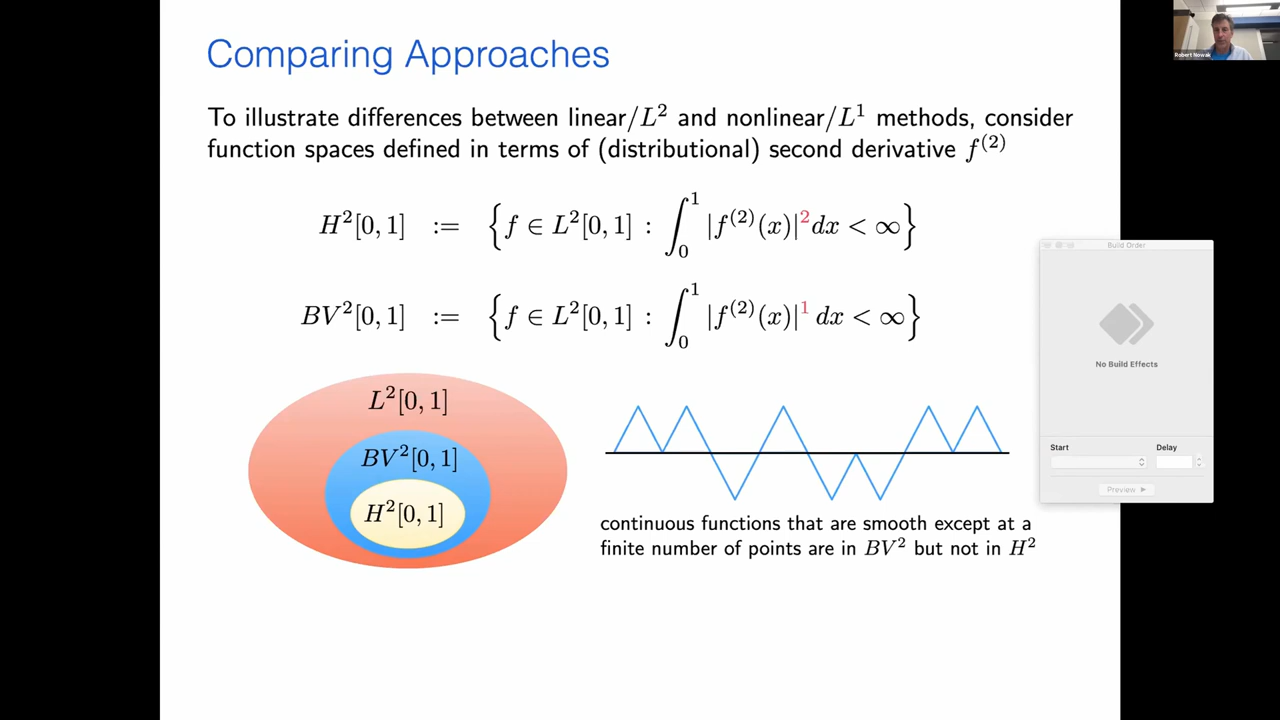 Comparing Approaches
Robert Nowak
To illustrate differences between linear/L² and nonlinear/L¹ methods, consider
function spaces defined in terms of (distributional) second derivative f⁽²⁾
H²[0, 1] := {f ∈ L²[0, 1] : ∫₀¹ |f⁽²⁾(x)|² dx < ∞}
BV²[0, 1] := {f ∈ L²[0, 1] : ∫₀¹ |f⁽²⁾(x)|¹ dx < ∞}
L²[0, 1]
BV²[0, 1]
H²[0, 1]
continuous functions that are smooth except at a
finite number of points are in BV² but not in H²
Build Order
No Build Effects
Start Delay
Preview